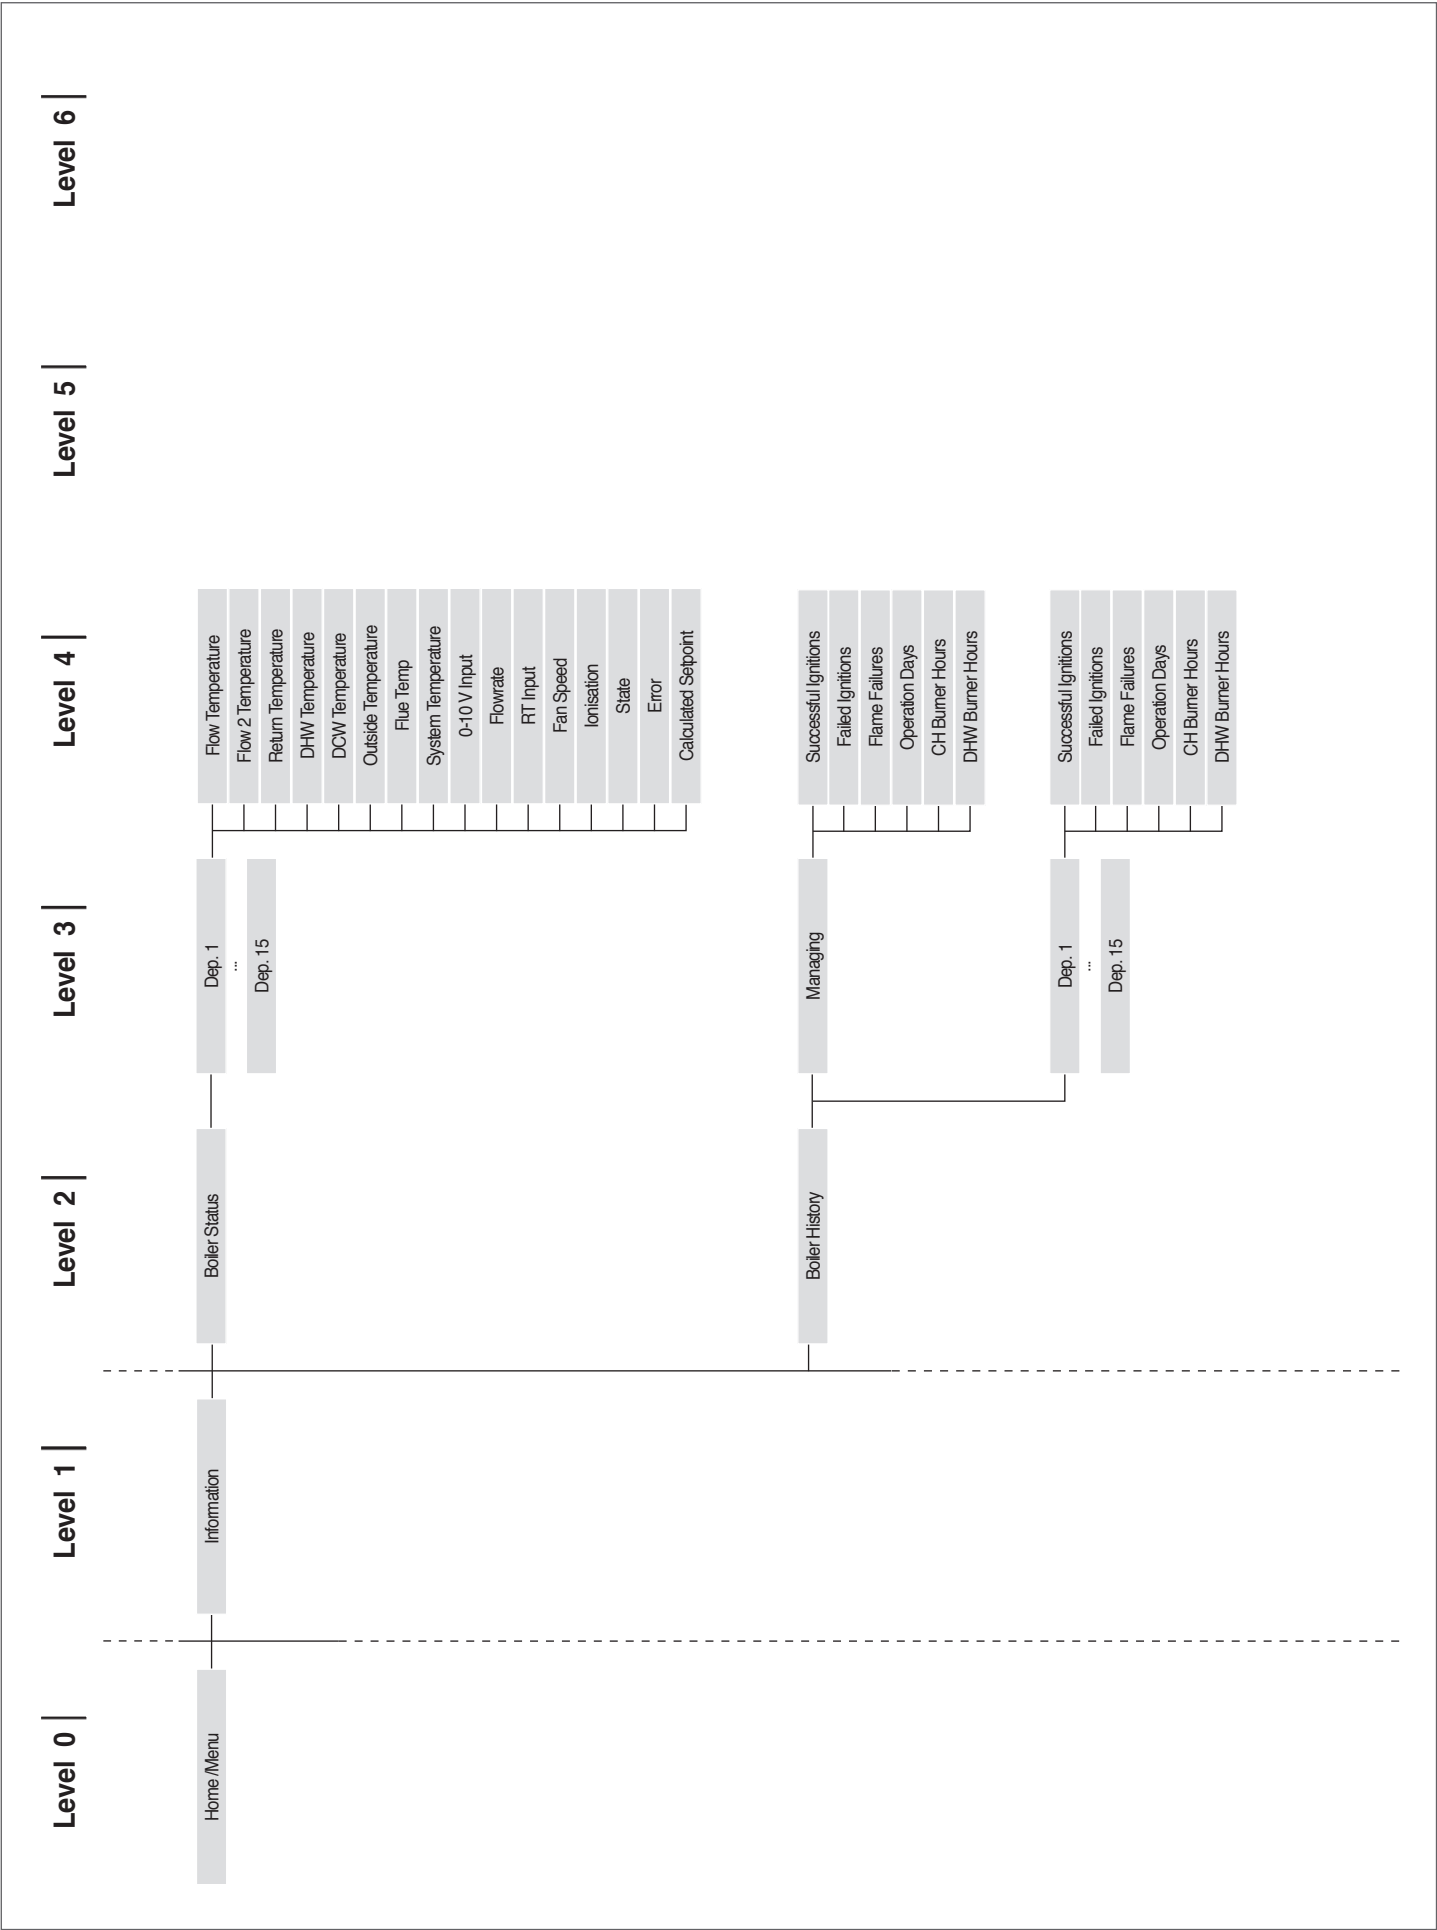 Level 0
Level 1
Level 2
Level 3
Level 4
Level 5
Level 6
Home /Menu
Information
Boiler Status
Dep. 1
...
Dep. 15
Flow Temperature
Flow 2 Temperature
Return Temperature
DHW Temperature
DCW Temperature
Outside Temperature
Flue Temp
System Temperature
0-10 V Input
Flowrate
RT Input
Fan Speed
Ionisation
State
Error
Calculated Setpoint
Boiler History
Managing
Successful Ignitions
Failed Ignitions
Flame Failures
Operation Days
CH Burner Hours
DHW Burner Hours
Dep. 1
...
Dep. 15
Successful Ignitions
Failed Ignitions
Flame Failures
Operation Days
CH Burner Hours
DHW Burner Hours